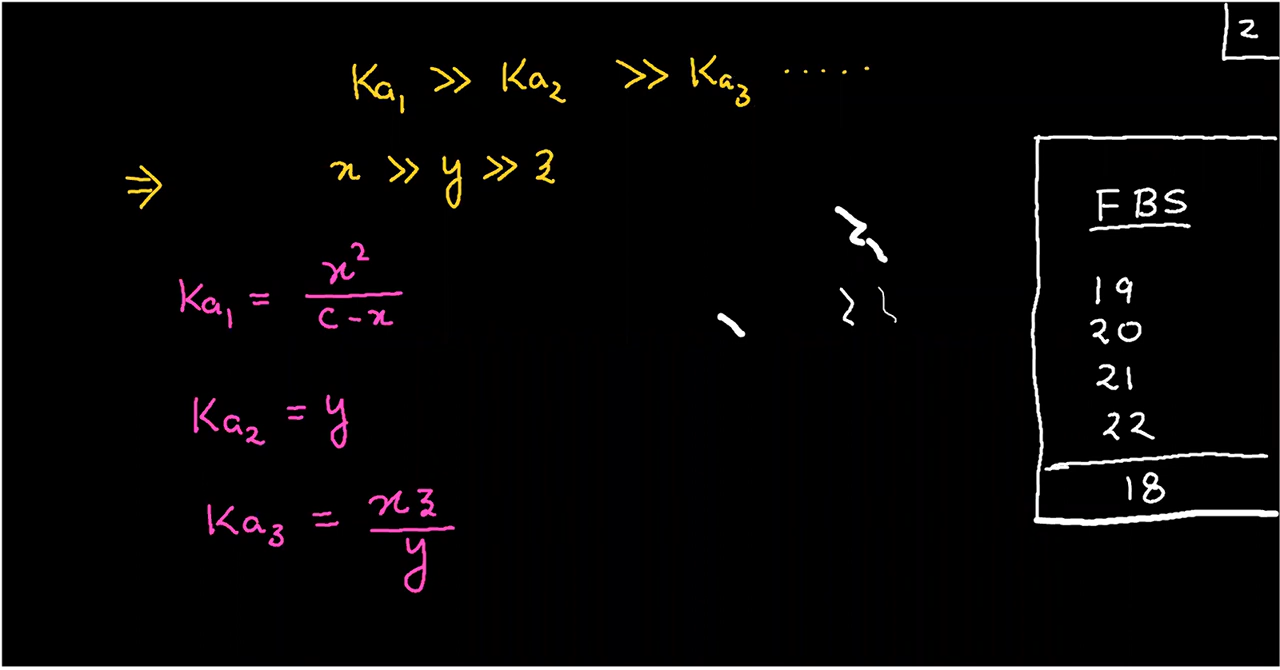 2
Ka₁ >> Ka₂ >> Ka₃ .....
⇒ x >> y >> z
Ka₁ = x² / (c - x)
Ka₂ = y
Ka₃ = xz / y
FBS
19
20
21
22
18